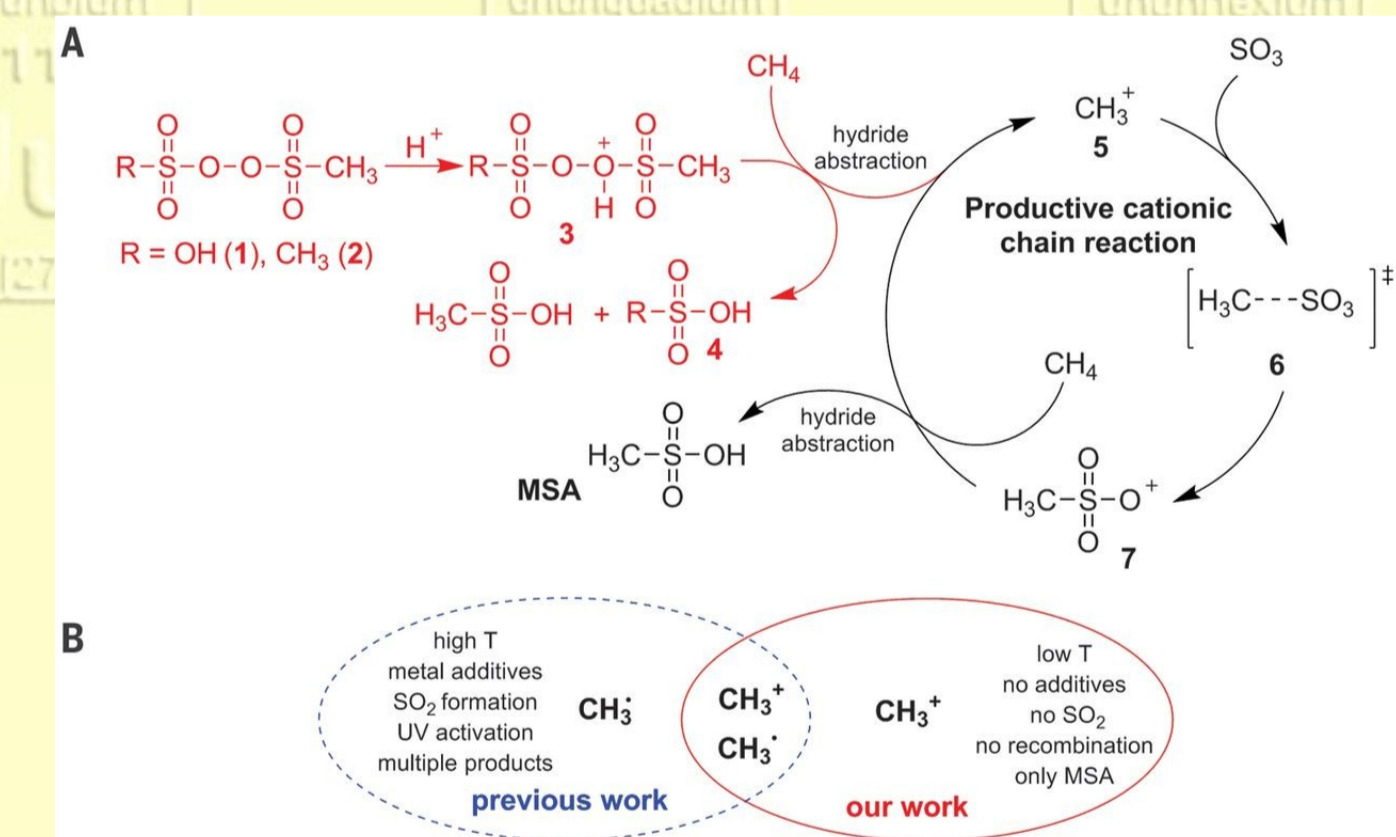 ununquadium
ununhexium
A
CH4
SO3
CH3+
5
hydride
abstraction
Productive cationic
chain reaction
R-S-O-O-S-CH3
H+
R-S-O-O-S-CH3
O O
O O
O O
+
H
O O
3
R = OH (1), CH3 (2)
H3C-S-OH + R-S-OH
O O
O O
4
[H3C---SO3]‡
6
CH4
hydride
abstraction
H3C-S-OH
O
O
MSA
H3C-S-O+
O
O
7
B
high T
metal additives
SO2 formation
UV activation
multiple products
CH3·
previous work
CH3+
CH3·
CH3+
low T
no additives
no SO2
no recombination
only MSA
our work